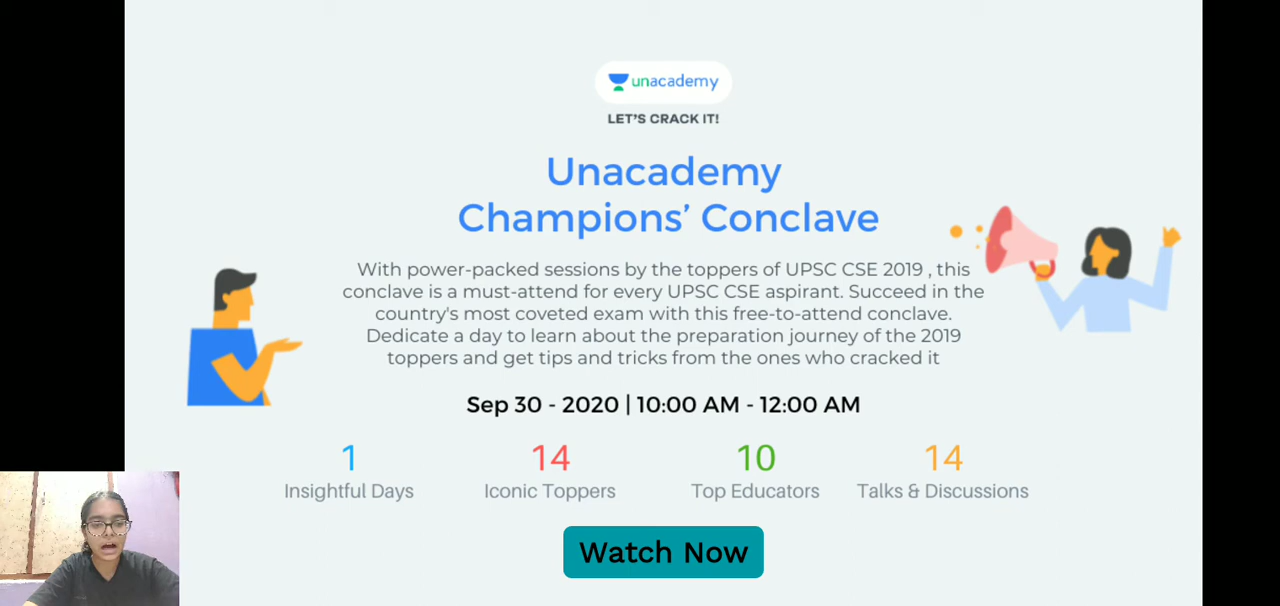 unacademy
LET'S CRACK IT!
Unacademy
Champions' Conclave
With power-packed sessions by the toppers of UPSC CSE 2019 , this
conclave is a must-attend for every UPSC CSE aspirant. Succeed in the
country's most coveted exam with this free-to-attend conclave.
Dedicate a day to learn about the preparation journey of the 2019
toppers and get tips and tricks from the ones who cracked it
Sep 30 - 2020 | 10:00 AM - 12:00 AM
1 14 10 14
Insightful Days Iconic Toppers Top Educators Talks & Discussions
Watch Now